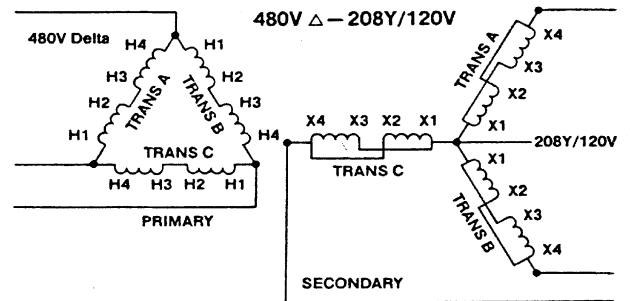 480V △ – 208Y/120V
480V Delta
H4
H1
H3
H2
TRANS A
TRANS B
H2
H3
H1
H4
TRANS C
H4 H3 H2 H1
PRIMARY
X4 X3 X2 X1
TRANS C
TRANS A
X4
X3
X2
X1
208Y/120V
X1
X2
X3
X4
TRANS B
SECONDARY